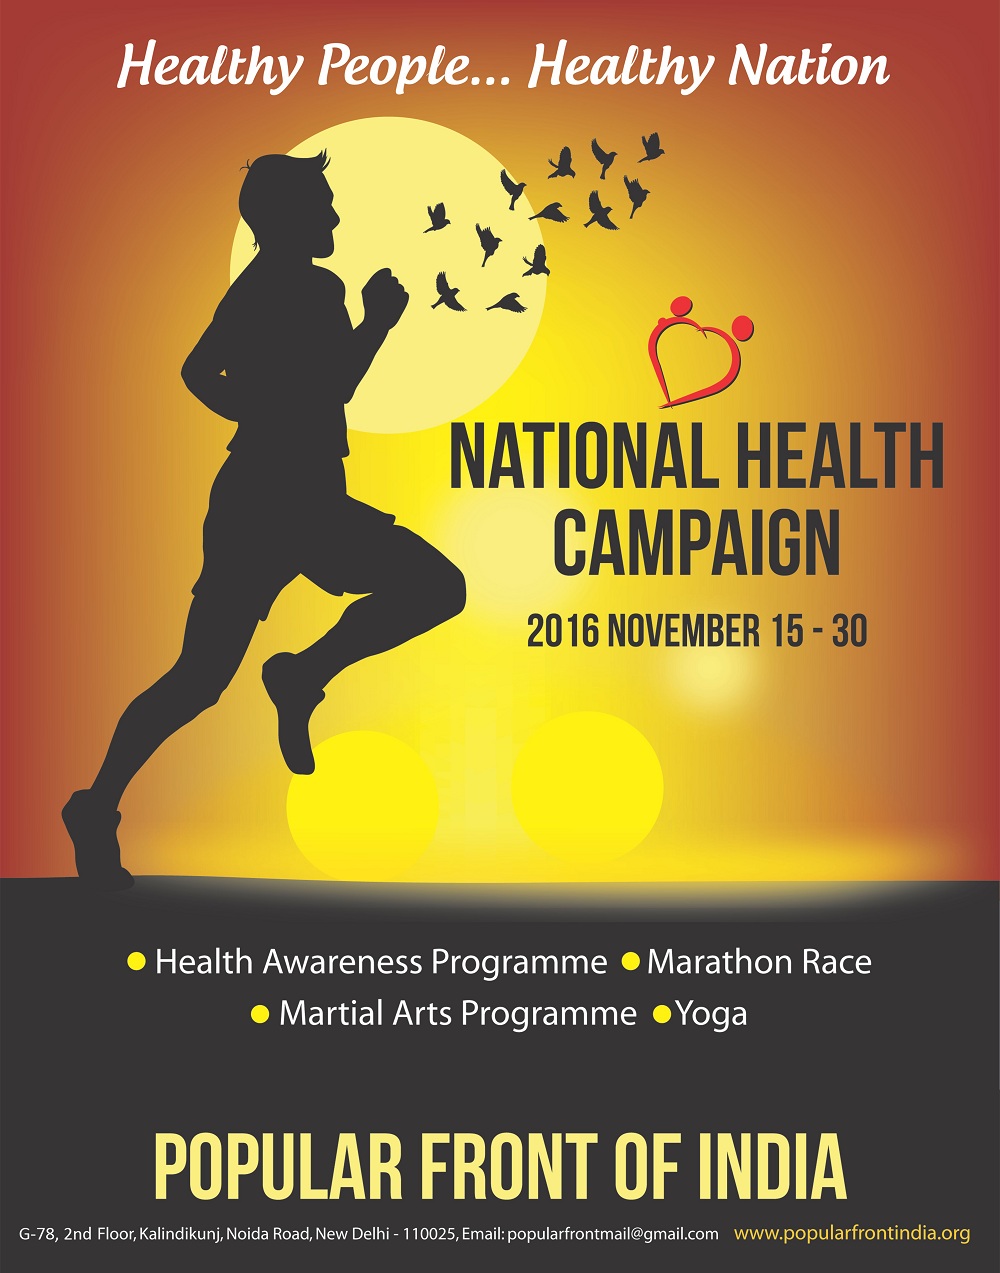 Healthy People... Healthy Nation
NATIONAL HEALTH
CAMPAIGN
2016 NOVEMBER 15 - 30
● Health Awareness Programme ● Marathon Race
● Martial Arts Programme ● Yoga
POPULAR FRONT OF INDIA
G-78, 2nd Floor, Kalindikunj, Noida Road, New Delhi - 110025, Email: popularfrontmail@gmail.com www.popularfrontindia.org